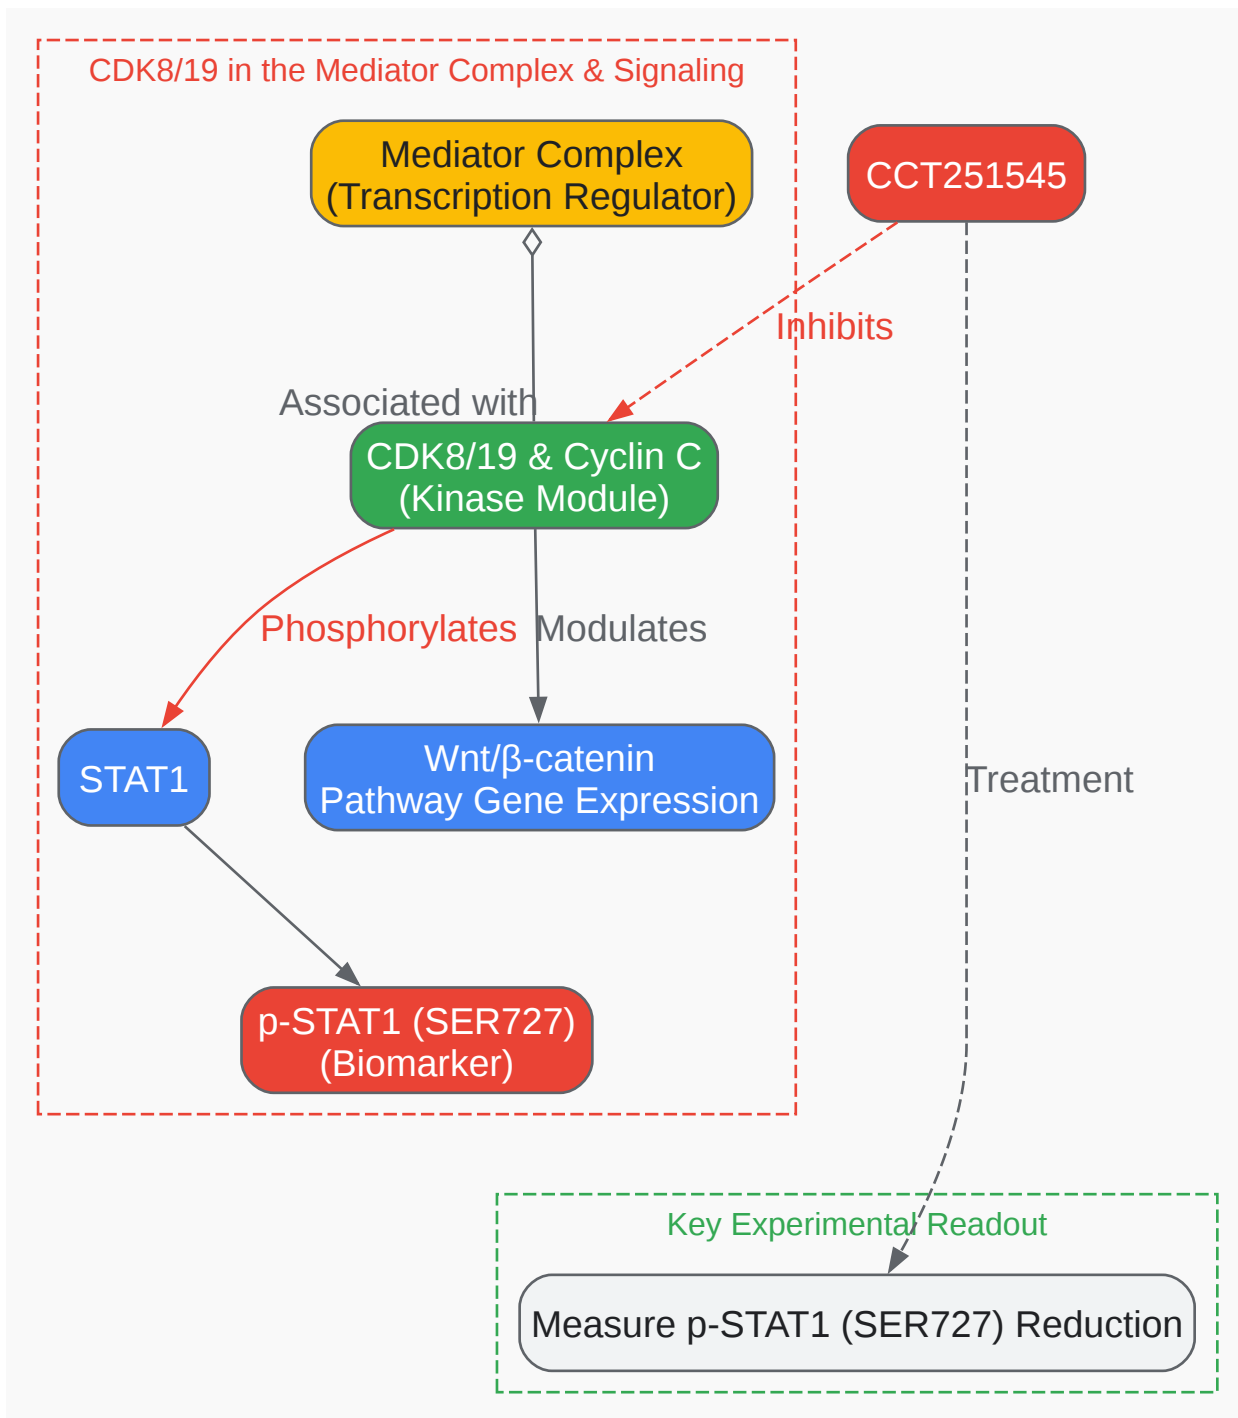 CDK8/19 in the Mediator Complex & Signaling
Mediator Complex
(Transcription Regulator)
CCT251545
Inhibits
Associated with
CDK8/19 & Cyclin C
(Kinase Module)
Phosphorylates
Modulates
STAT1
Wnt/β-catenin
Pathway Gene Expression
Treatment
p-STAT1 (SER727)
(Biomarker)
Key Experimental Readout
Measure p-STAT1 (SER727) Reduction